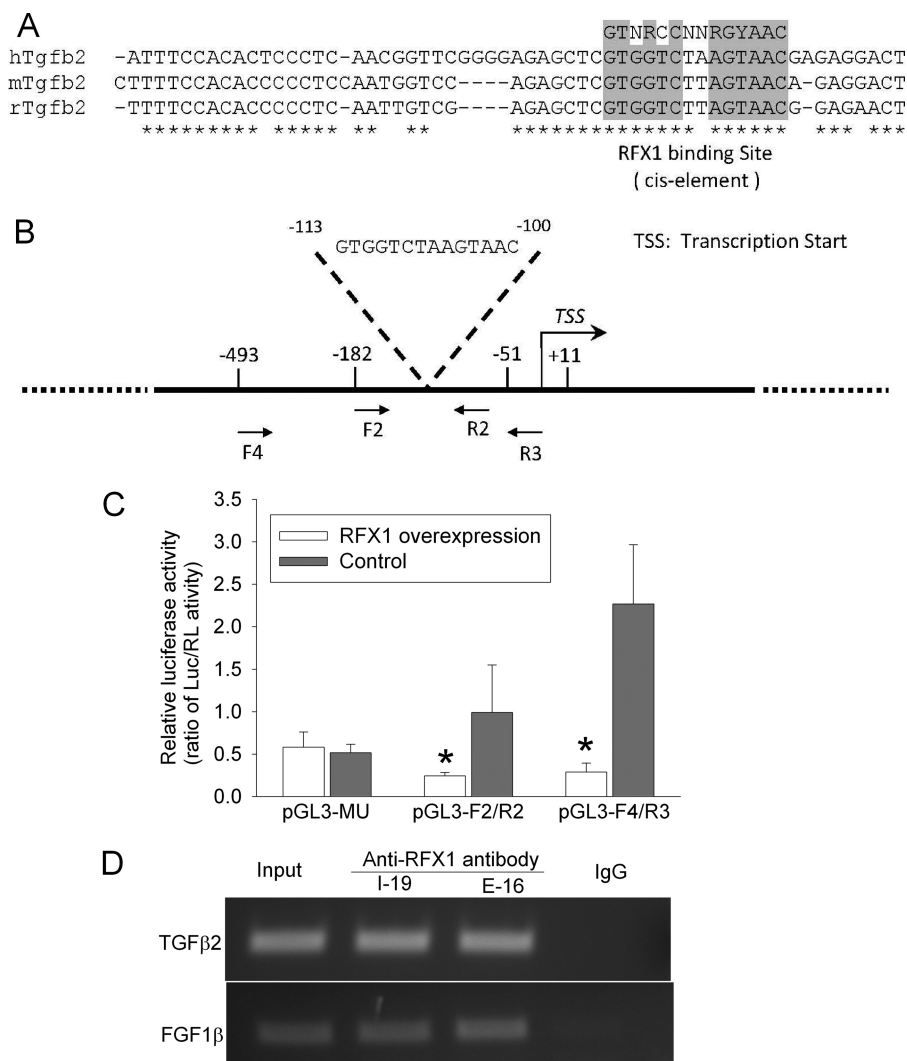 A
GTNRCCNNRGYAAC
hTgfb2 -ATTTCCACACTCCCCTC-AACGGTTCGGGGAGAGCTCGTGGTCTAAGTAACGAGAGGACT
mTgfb2 CTTTTCCACACCCCCTC-AACGGTTCC----AGAGCTCGTGGTCTTAGTAACA-GAGGACT
rTgfb2 -TTTTCCACACCCCCTC-AATTGTCG----AGAGCTCGTGGTCTTAGTAACG-GAGAACT
********* ***** ** ** ************** ****** *** ***
RFX1 binding Site
( cis-element )
B
-113 -100
GTGGTCTAAGTAAC
TSS: Transcription Start
TSS
-493 -182 -51 +11
F2 R2
F4 R3
C
Relative luciferase activity
(ratio of Luc/RL ativity)
3.5
3.0
2.5
2.0
1.5
1.0
0.5
0.0
RFX1 overexpression
Control
* *
pGL3-MU pGL3-F2/R2 pGL3-F4/R3
D
Input Anti-RFX1 antibody IgG
I-19 E-16
TGFβ2
FGF1β